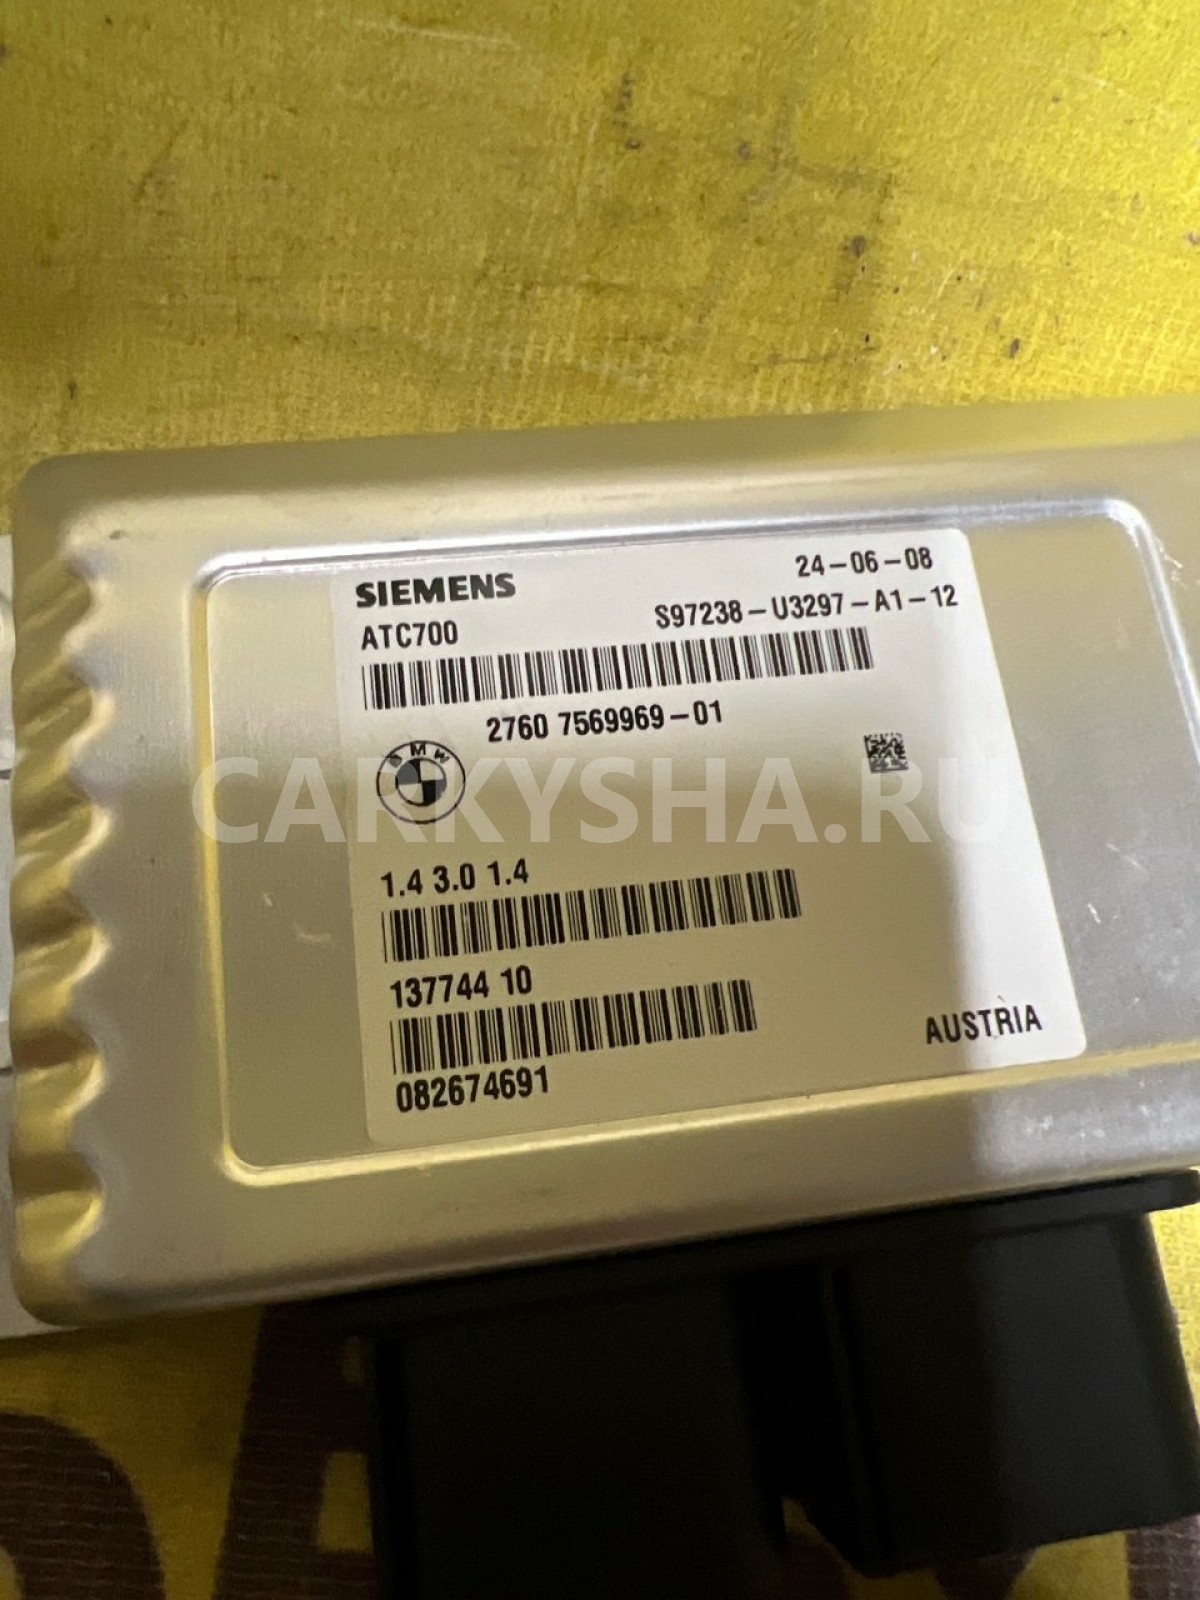 SIEMENS
24-06-08
ATC700
S97238-U3297-A1-12
2760 7569969-01
BMW
CARKYSHA.RU
1.4 3.0 1.4
137744 10
AUSTRIA
082674691